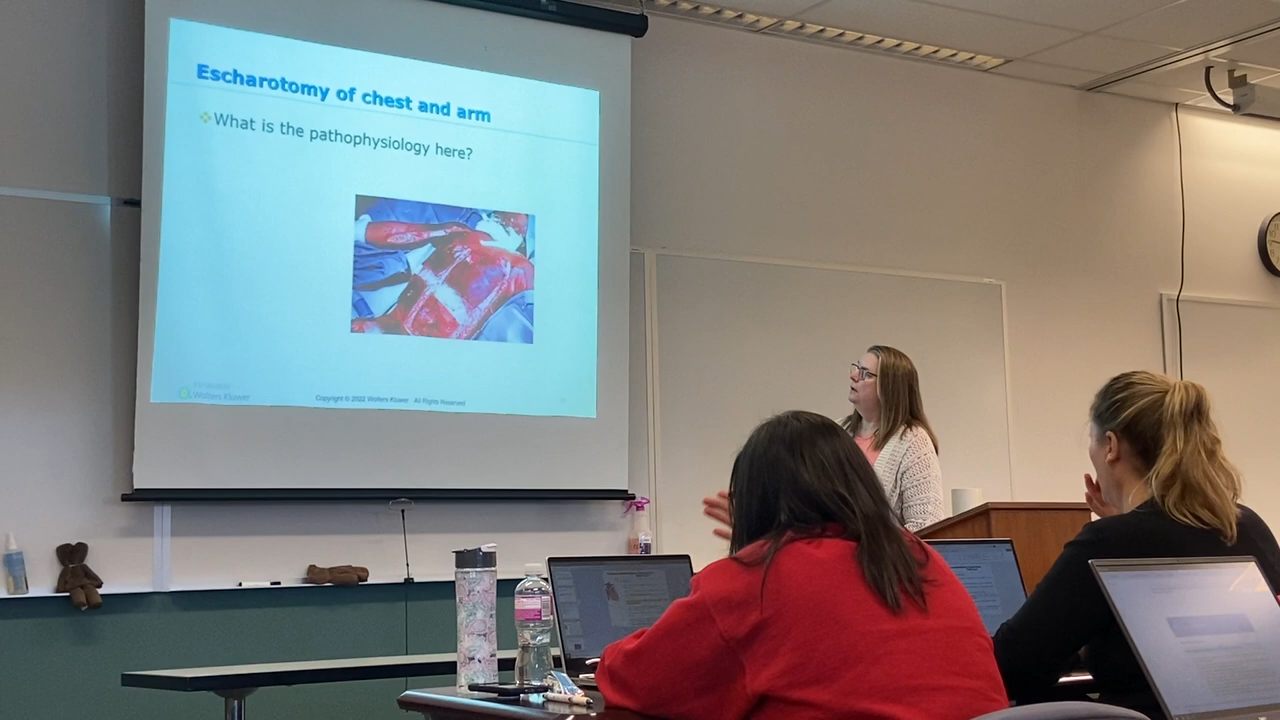 Escharotomy of chest and arm
What is the pathophysiology here?
Wolters Kluwer
Copyright © 2022 Wolters Kluwer · All Rights Reserved